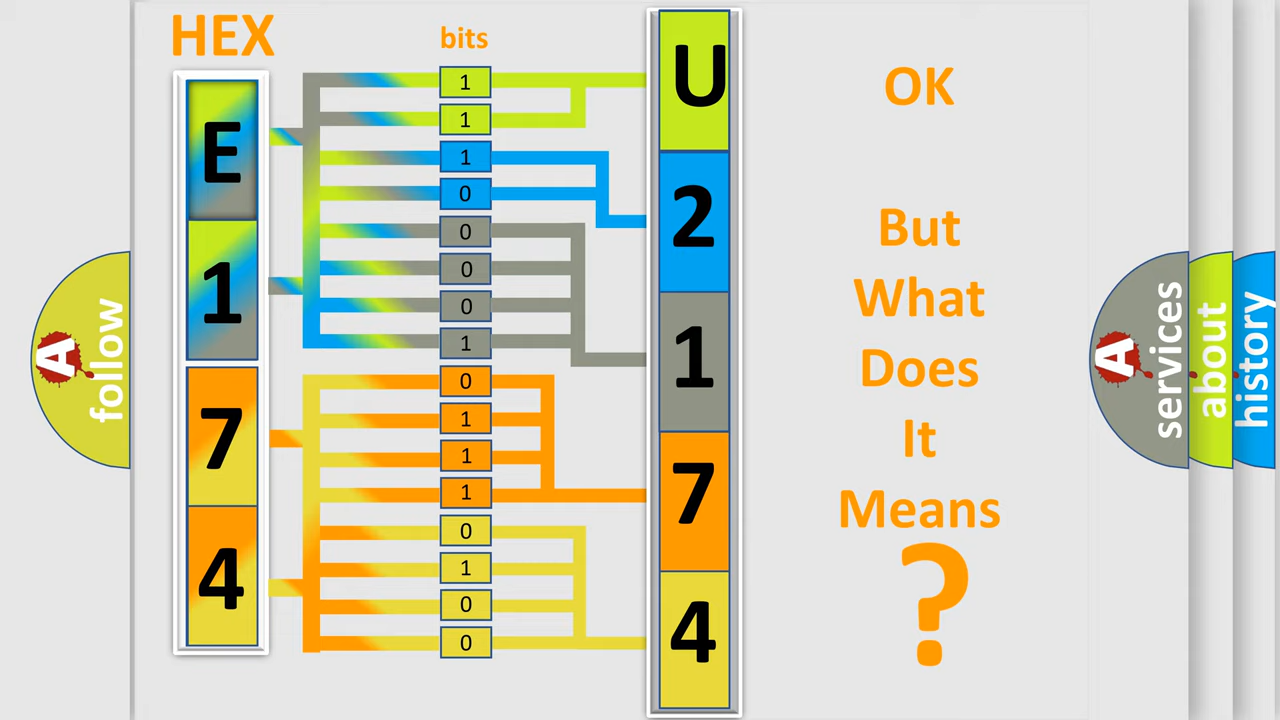 HEX
bits
E
1
7
4
1
1
1
0
0
0
0
1
0
1
1
1
0
1
0
0
U
2
1
7
4
OK
But
What
Does
It
Means
?
A
follow
A
services
about
history